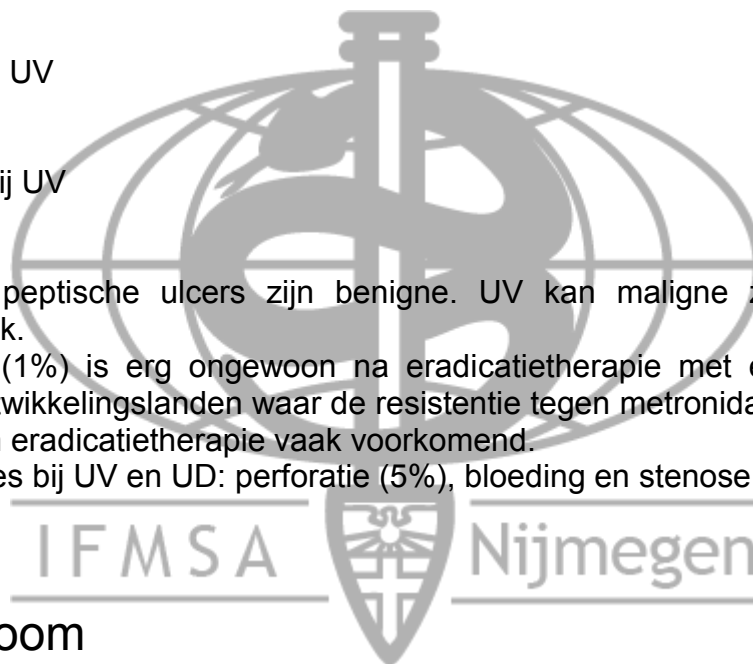 UV
ij UV
peptische ulcers zijn benigne. UV kan maligne
k.
(1%) is erg ongewoon na eradicatietherapie met
twikkelingslanden waar de resistentie tegen metronida
eradicatietherapie vaak voorkomend.
es bij UV en UD: perforatie (5%), bloeding en stenose
IFMSA Nijmegen
oom